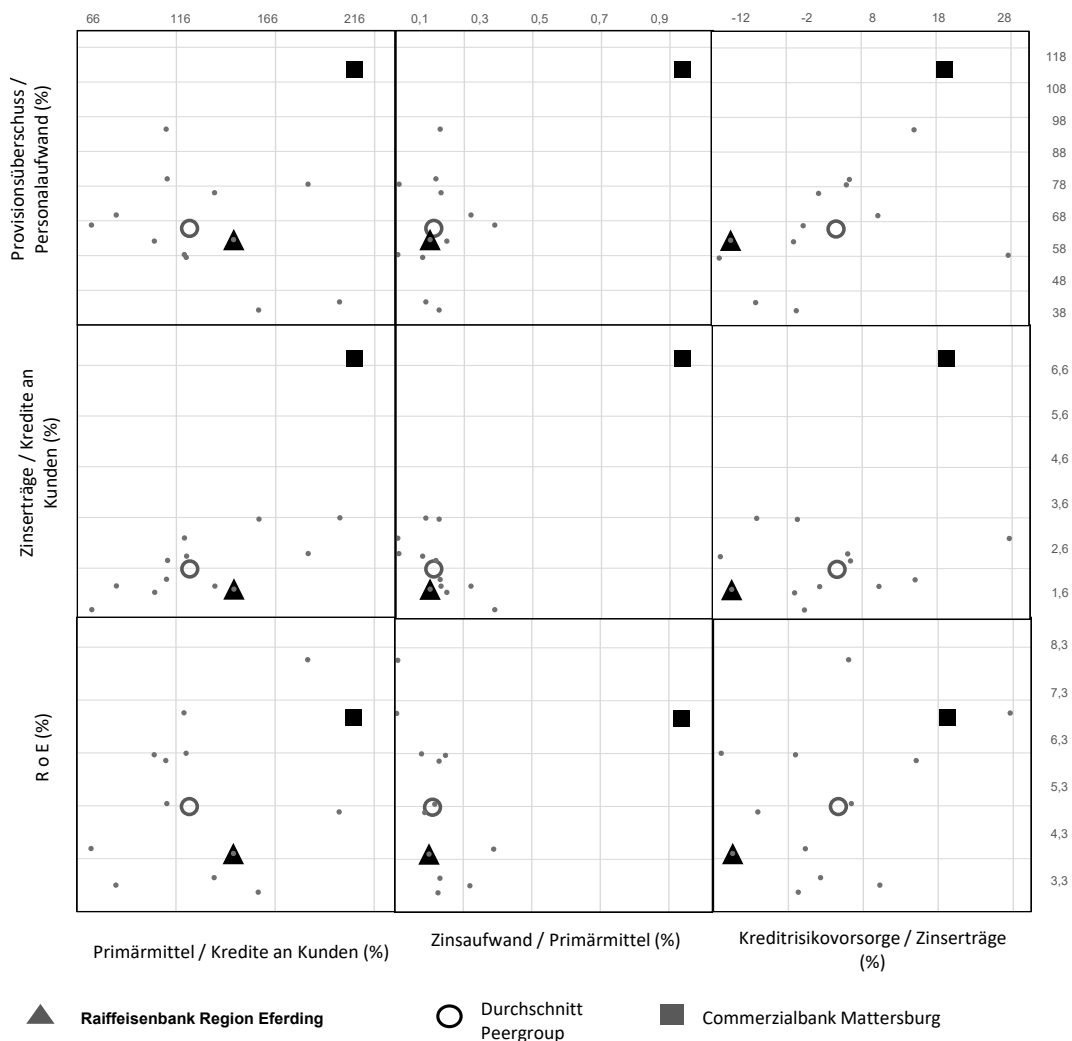 66 116 166 216 0,1 0,3 0,5 0,7 0,9 -12 -2 8 18 28
Provisionsüberschuss /
Personalaufwand (%)
118
108
98
88
78
68
58
48
38
Zinserträge / Kredite an
Kunden (%)
6,6
5,6
4,6
3,6
2,6
1,6
R o E (%)
8,3
7,3
6,3
5,3
4,3
3,3
Primärmittel / Kredite an Kunden (%)
Zinsaufwand / Primärmittel (%)
Kreditrisikovorsorge / Zinserträge
(%)
Raiffeisenbank Region Eferding
Durchschnitt
Peergroup
Commerzialbank Mattersburg